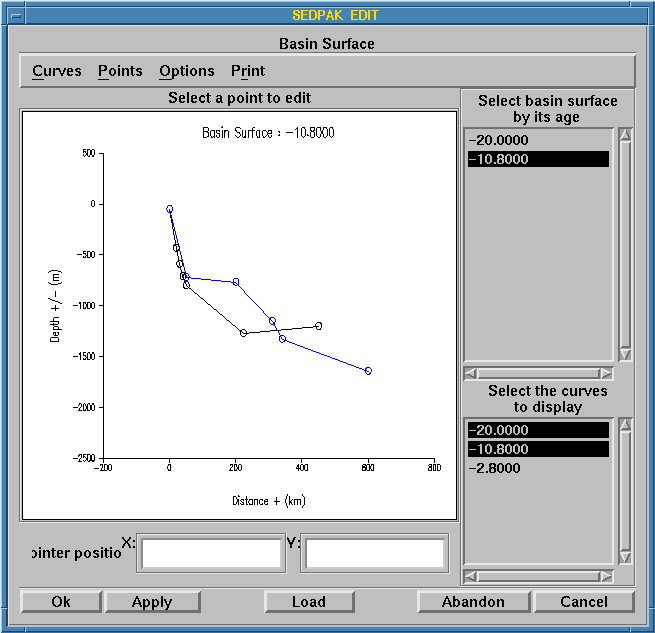 SEDPAK EDIT
Basin Surface
Curves Points Options Print
Select a point to edit
Basin Surface : -10.8000
500
0
-500
-1000
-1500
-2000
-2500
-200 0 200 400 600 800
Depth +/- (m)
Distance + (km)
Select basin surface
by its age
-20.0000
-10.8000
Select the curves
to display
-20.0000
-10.8000
-2.8000
ointer positio X: Y:
Ok Apply Load Abandon Cancel